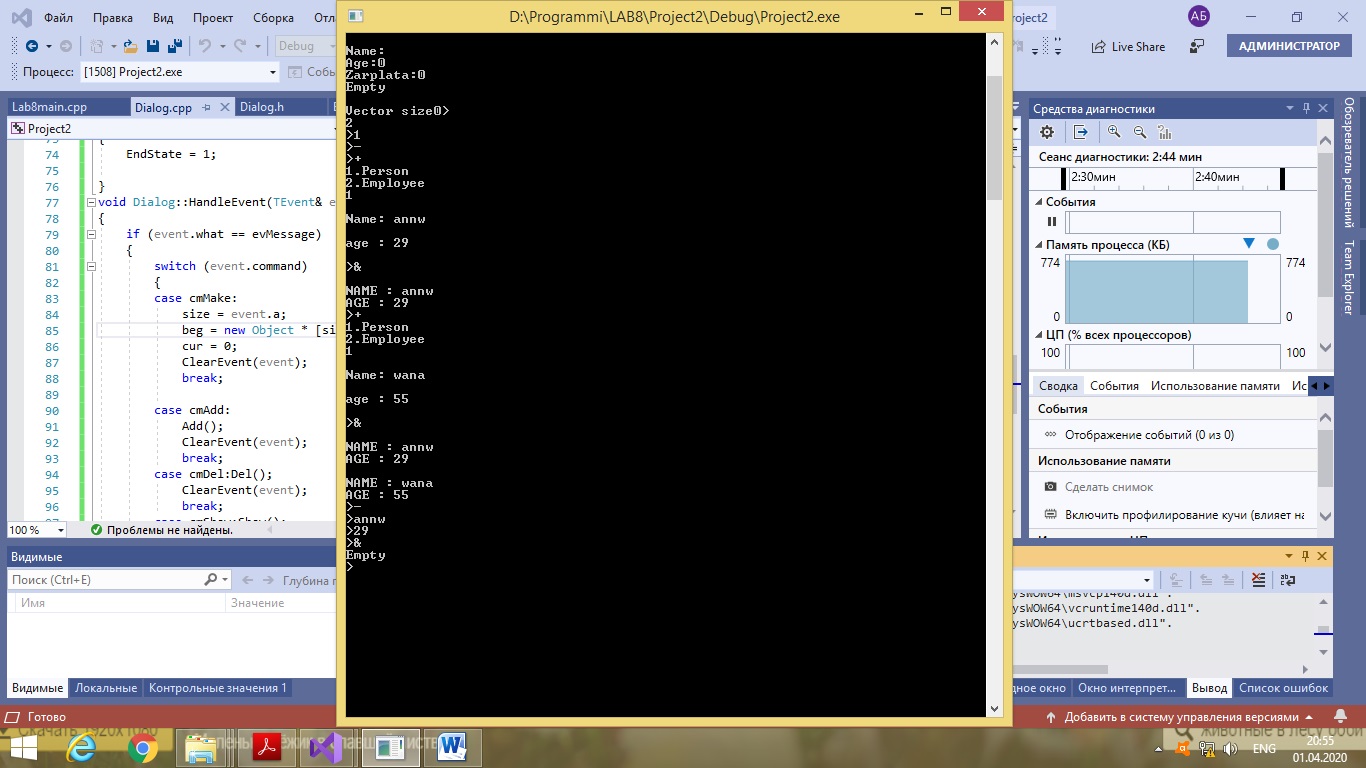 D:\Programmi\LAB8\Project2\Debug\Project2.exe
Файл Правка Вид Проект Сборка
roject2
АБ
Debug
Live Share
АДМИНИСТРАТОР
Процесс: [1508] Project2.exe
Lab8main.cpp Dialog.cpp Dialog.h
Project2
74 EndState = 1;
75
76 }
77 void Dialog::HandleEvent(TEvent& e
78 {
79 if (event.what == evMessage)
80 {
81 switch (event.command)
82 {
83 case cmMake:
84 size = event.a;
85 beg = new Object * [si
86 cur = 0;
87 ClearEvent(event);
88 break;
89
90 case cmAdd:
91 Add();
92 ClearEvent(event);
93 break;
94 case cmDel:Del();
95 ClearEvent(event);
96 break;
100 % Проблемы не найдены.
Видимые
Поиск (Ctrl+E) Глубина
Имя Значение
Видимые Локальные Контрольные значения 1
Готово
Name:
Age:0
Zarplata:0
Empty
Vector size0>
2
>1
>-
>+
1.Person
2.Employee
1
Name: annw
age : 29
>&
NAME : annw
AGE : 29
>+
1.Person
2.Employee
1
Name: wana
age : 55
>&
NAME : annw
AGE : 29
NAME : wana
AGE : 55
>-
>annw
>29
>&
Empty
>
Средства диагностики
Сеанс диагностики: 2:44 мин
2:30мин 2:40мин
События
Память процесса (КБ)
774 774
0 0
ЦП (% всех процессоров)
100 100
Сводка События Использование памяти Ис
События
Отображение событий (0 из 0)
Использование памяти
Сделать снимок
Включить профилирование кучи (влияет на
Обозреватель решений
Team Explorer
ysWOW64\msvcp140d.dll".
ysWOW64\vcruntime140d.dll".
ysWOW64\ucrtbased.dll".
дное окно Окно интерпрет... Вывод Список ошибок
Добавить в систему управления версиями
Скачать 1920x1080
животные в лесу
ENG
20:55
01.04.2020